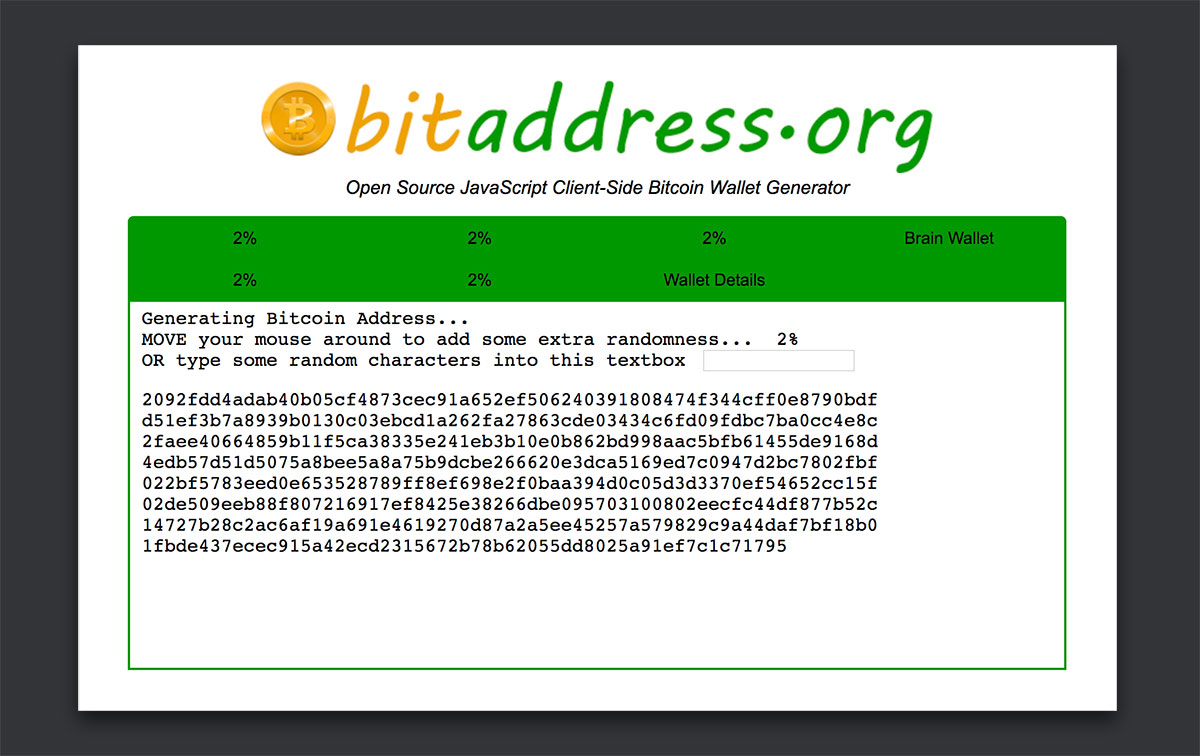 bitaddress.org
Open Source JavaScript Client-Side Bitcoin Wallet Generator
2% 2% 2% Brain Wallet
2% 2% Wallet Details
Generating Bitcoin Address...
MOVE your mouse around to add some extra randomness... 2%
OR type some random characters into this textbox
2092fdd4adab40b05cf4873cec91a652ef506240391808474f344cff0e8790bdf
d51ef3b7a8939b0130c03ebcd1a262fa27863cde03434c6fd09fdbc7ba0cc4e8c
2faee40664859b11f5ca38335e241eb3b10e0b862bd998aac5bfb61455de9168d
4edb57d51d5075a8bee5a8a75b9dcbe266620e3dca5169ed7c0947d2bc7802fbf
022bf5783eed0e653528789ff8ef698e2f0baa394d0c05d3d3370ef54652cc15f
02de509eeb88f807216917ef8425e38266dbe095703100802eecfc44df877b52c
14727b28c2ac6af19a691e4619270d87a2a5ee45257a579829c9a44daf7bf18b0
1fbde437ecec915a42ecd2315672b78b62055dd8025a91ef7c1c71795